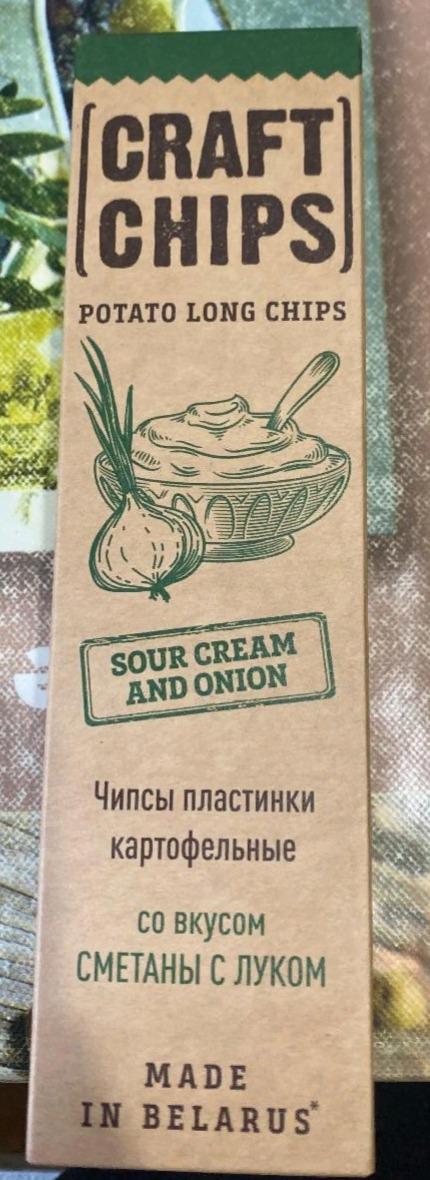 CRAFT
CHIPS
POTATO LONG CHIPS
SOUR CREAM
AND ONION
Чипсы пластинки
картофельные
со вкусом
СМЕТАНЫ С ЛУКОМ
MADE
IN BELARUS*